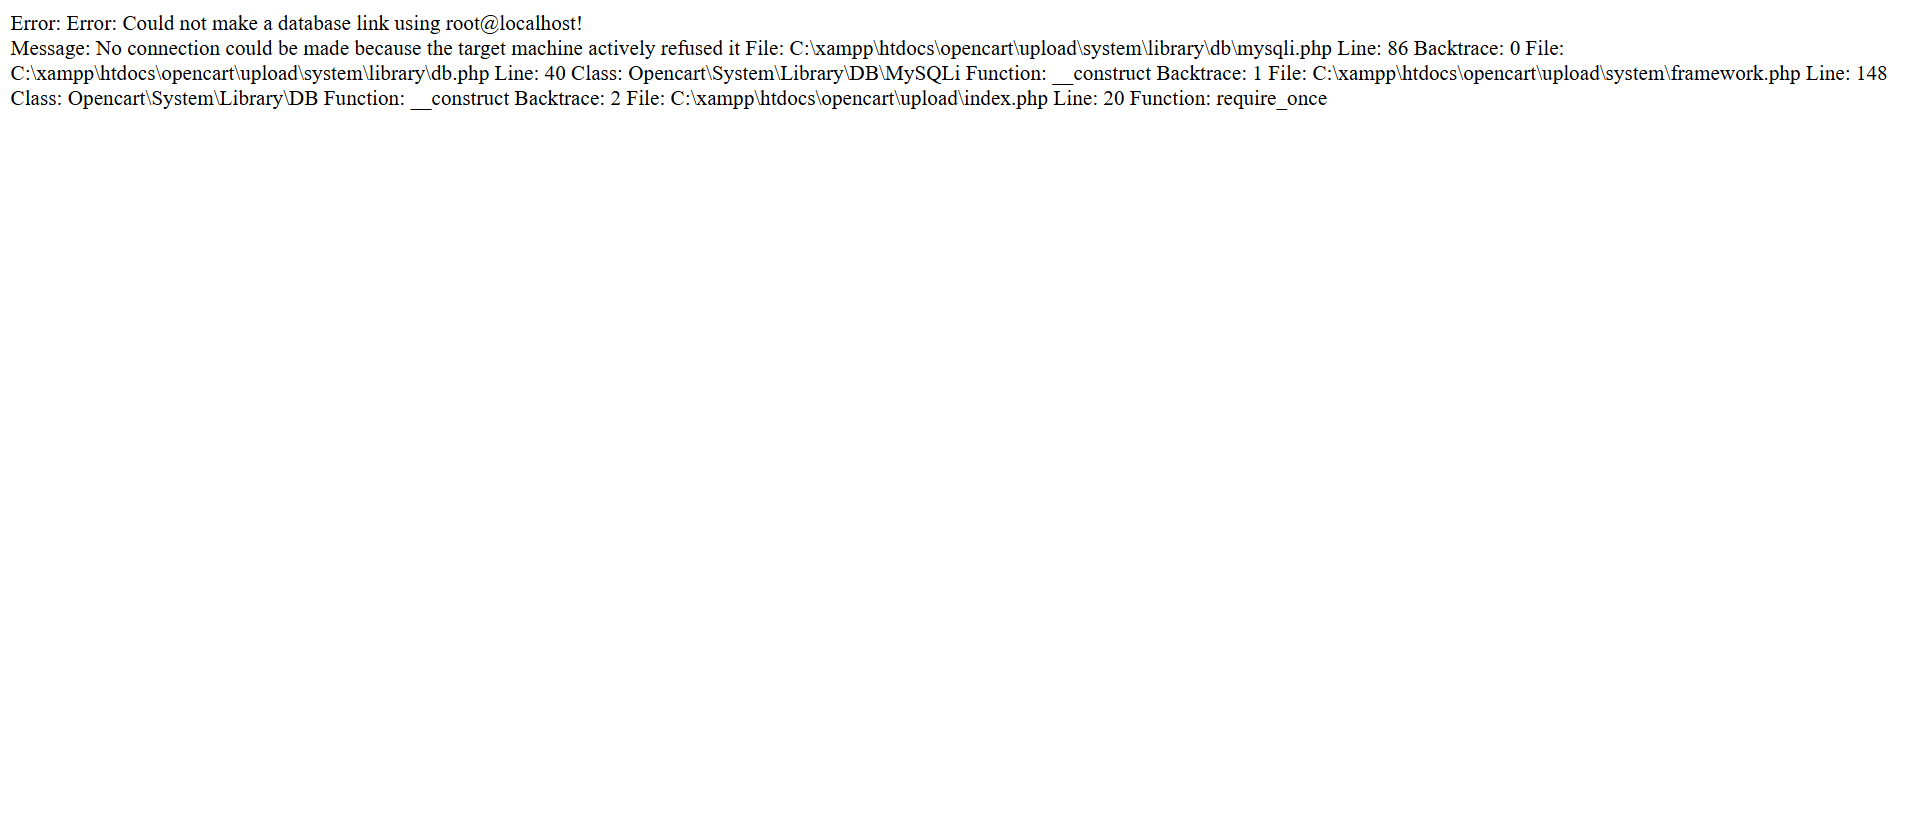 Error: Error: Could not make a database link using root@localhost!
Message: No connection could be made because the target machine actively refused it File: C:\xampp\htdocs\opencart\upload\system\library\db\mysqli.php Line: 86 Backtrace: 0 File:
C:\xampp\htdocs\opencart\upload\system\library\db.php Line: 40 Class: Opencart\System\Library\DB\MySQLi Function: __construct Backtrace: 1 File: C:\xampp\htdocs\opencart\upload\system\framework.php Line: 148
Class: Opencart\System\Library\DB Function: __construct Backtrace: 2 File: C:\xampp\htdocs\opencart\upload\index.php Line: 20 Function: require_once